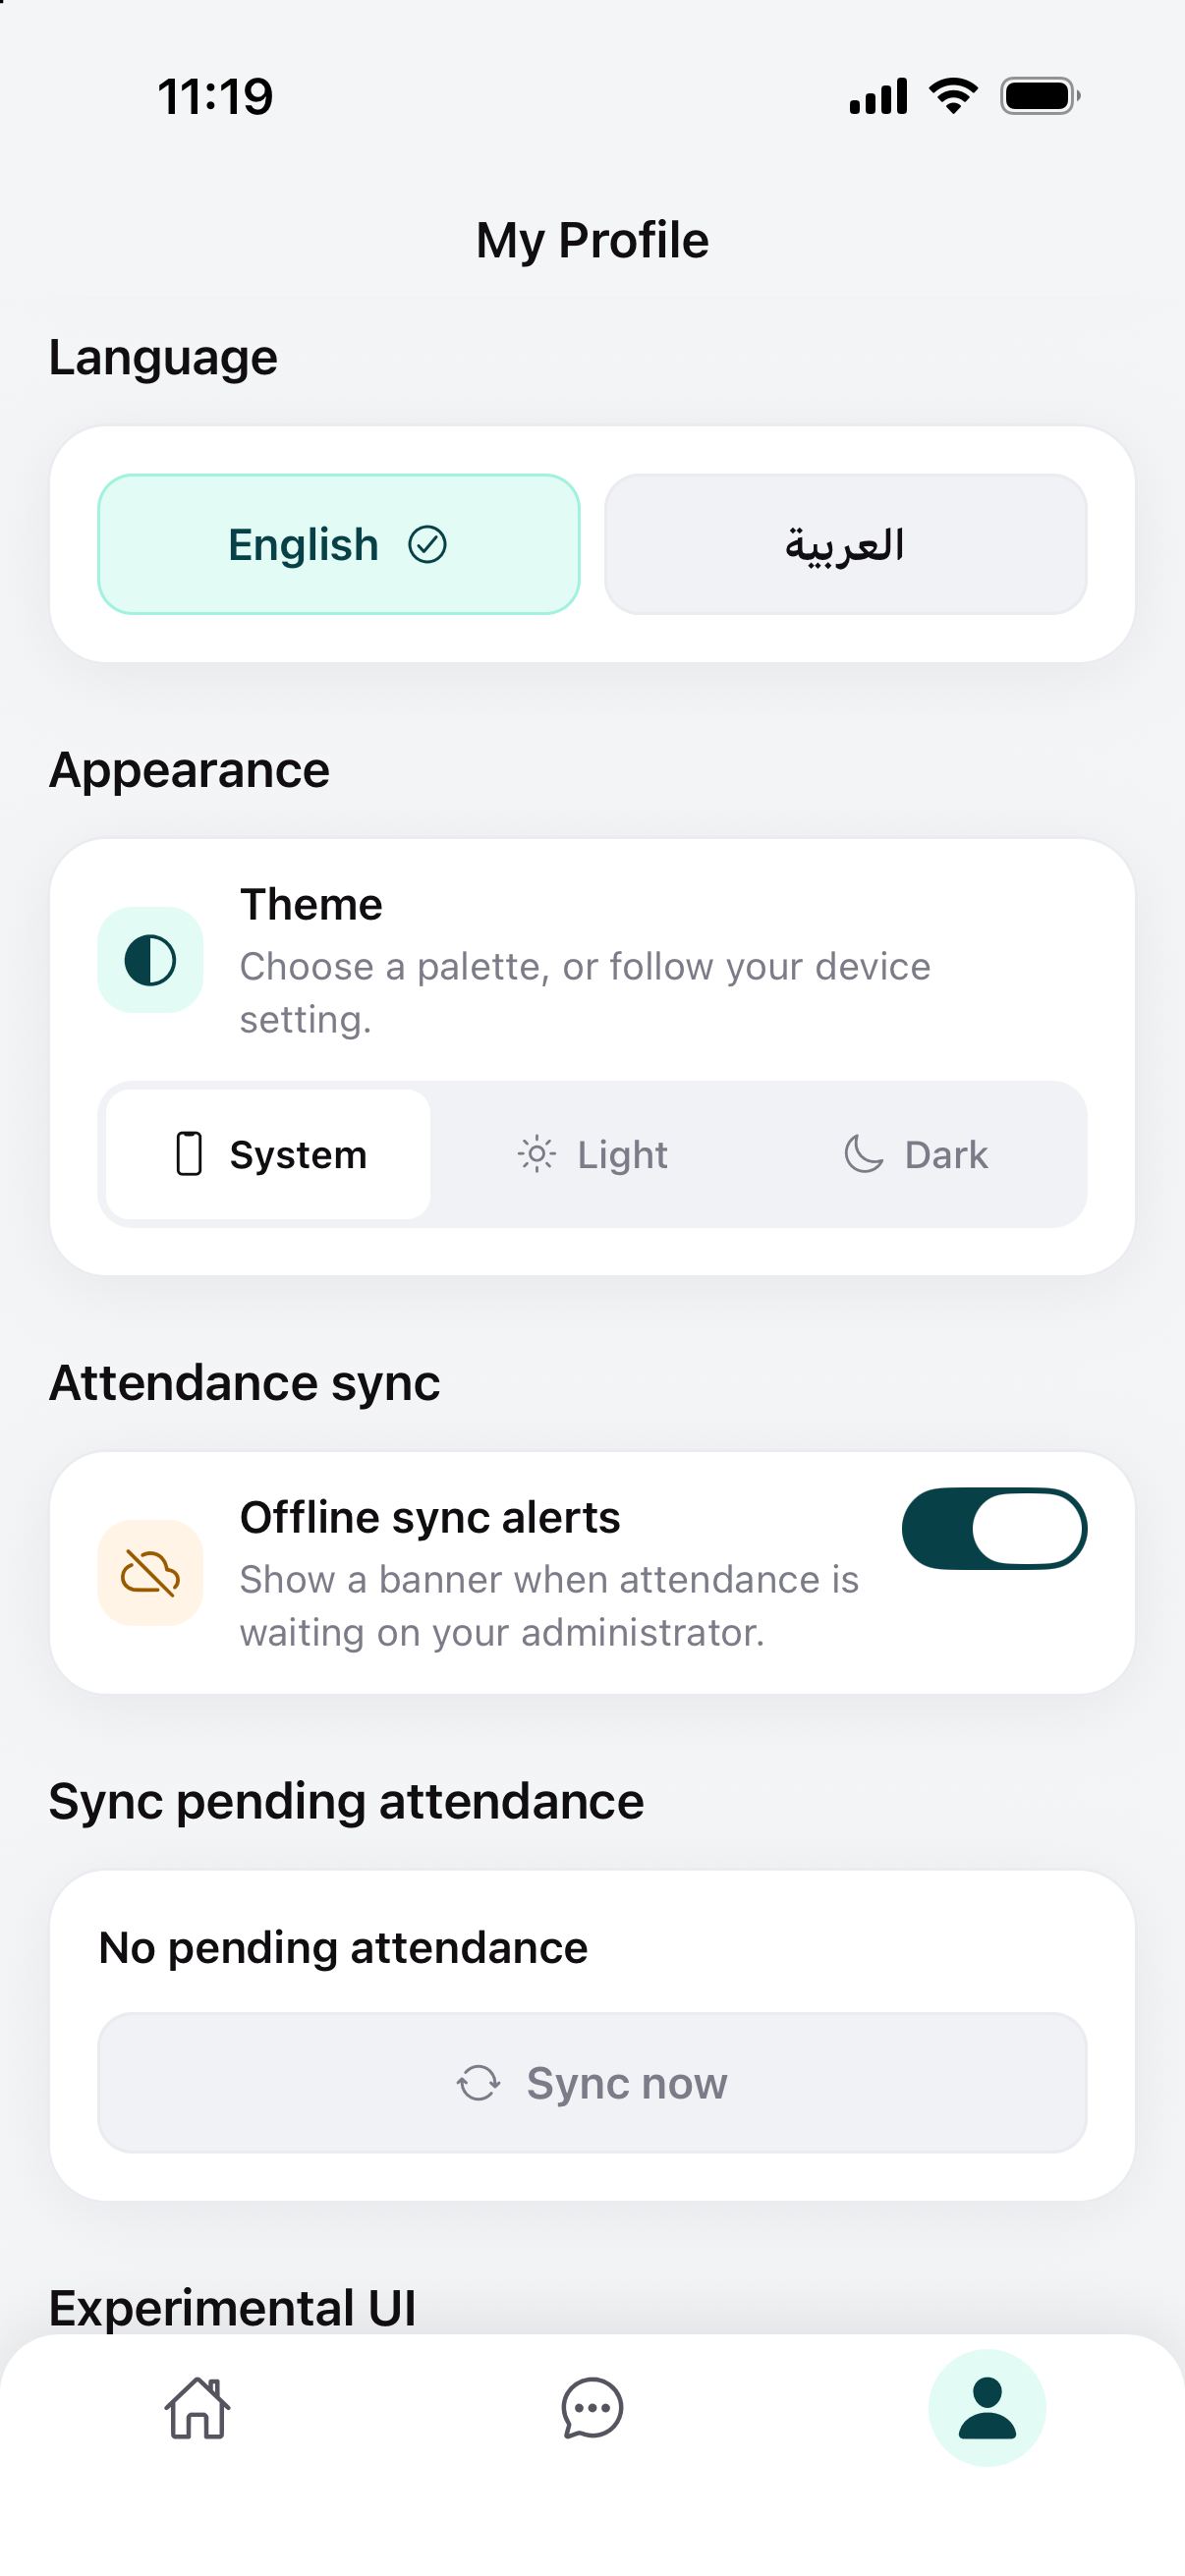 11:19
My Profile
Language
English
العربية
Appearance
Theme
Choose a palette, or follow your device
setting.
System
Light
Dark
Attendance sync
Offline sync alerts
Show a banner when attendance is
waiting on your administrator.
Sync pending attendance
No pending attendance
Sync now
Experimental UI